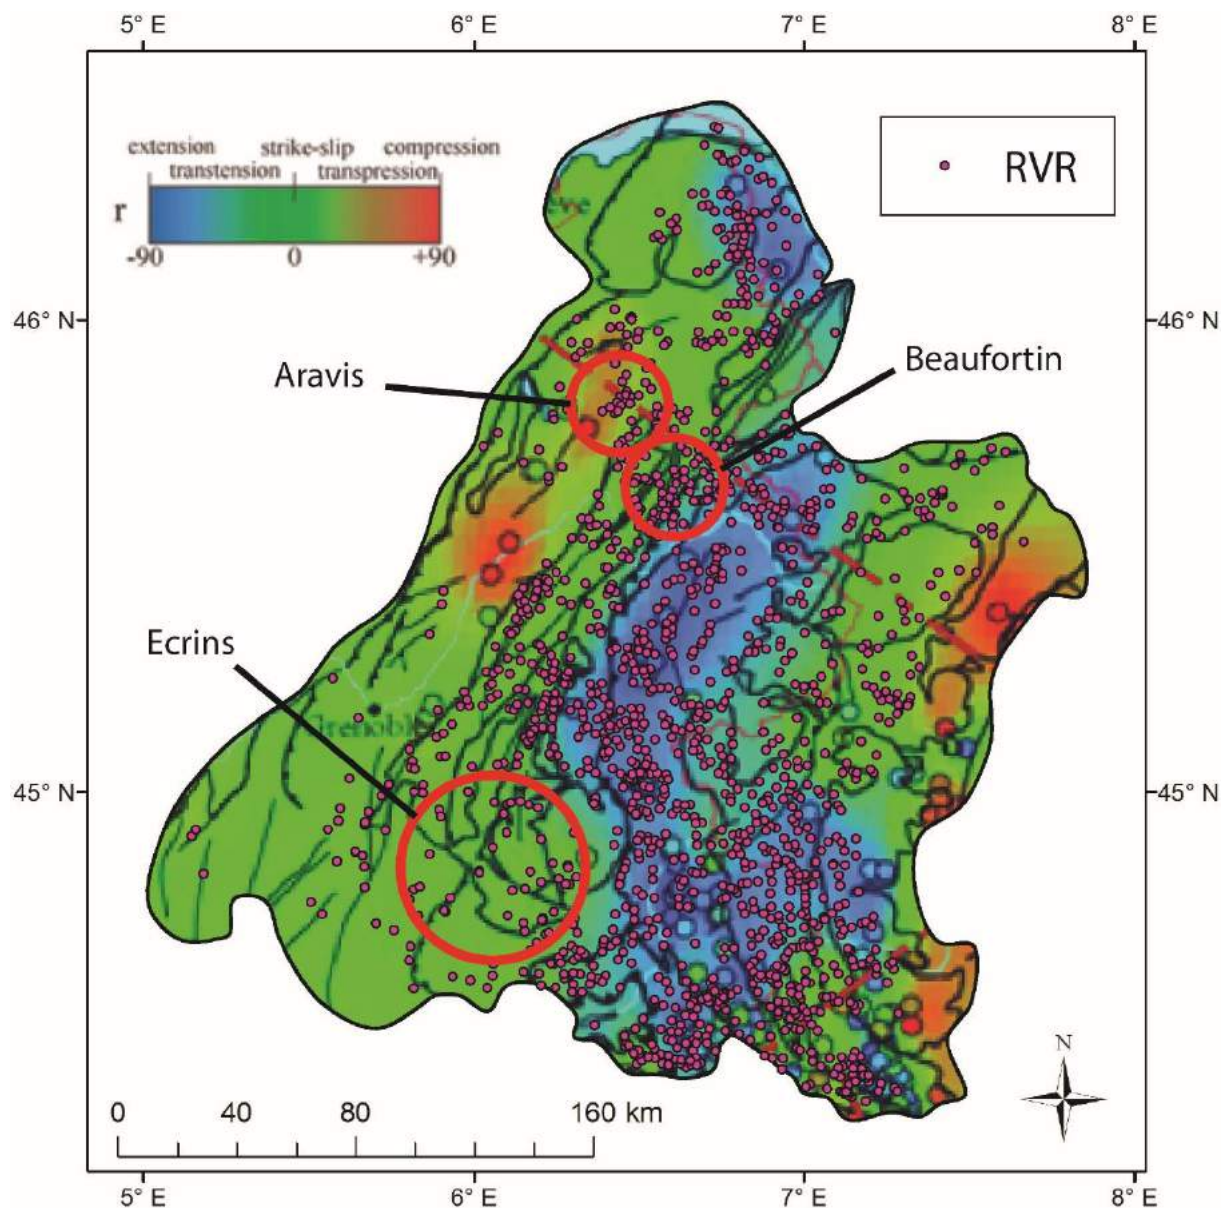 5° E 6° E 7° E 8° E
extension strike-slip compression
transtension transpression
r
-90 0 +90
RVR
eve
46° N 46° N
Aravis
Beaufortin
Ecrins
Grenoble
45° N 45° N
N
0 40 80 160 km
5° E 6° E 7° E 8° E